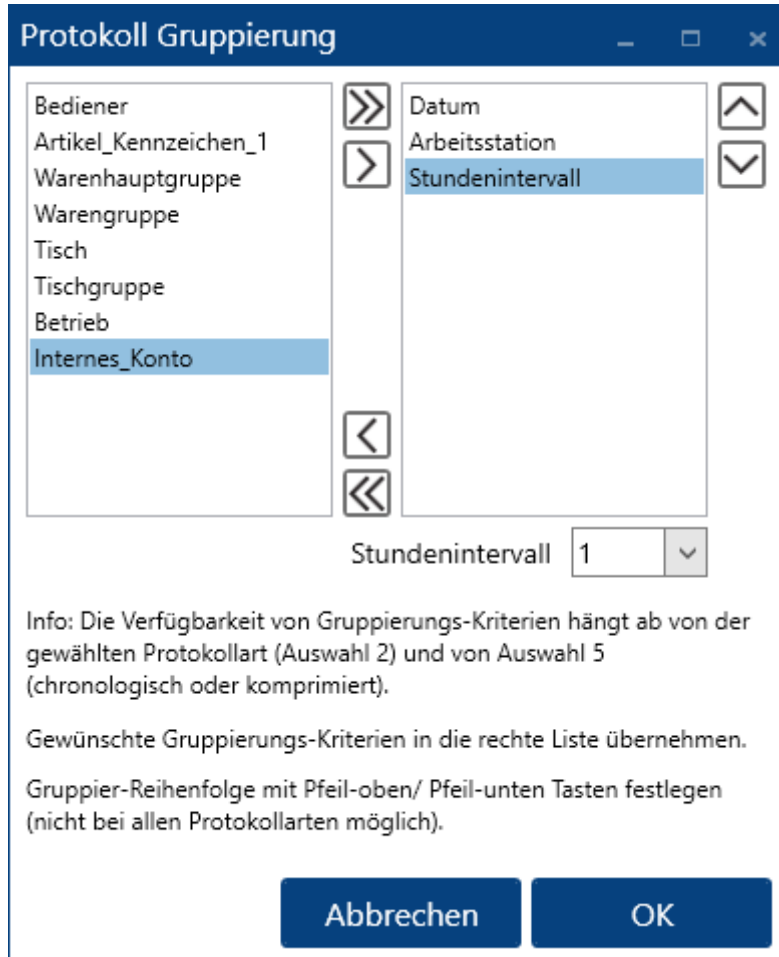 Protokoll Gruppierung
Bediener
Artikel_Kennzeichen_1
Warenhauptgruppe
Warengruppe
Tisch
Tischgruppe
Betrieb
Internes_Konto
Datum
Arbeitsstation
Stundenintervall
Stundenintervall 1
Info: Die Verfügbarkeit von Gruppierungs-Kriterien hängt ab von der
gewählten Protokollart (Auswahl 2) und von Auswahl 5
(chronologisch oder komprimiert).
Gewünschte Gruppierungs-Kriterien in die rechte Liste übernehmen.
Gruppier-Reihenfolge mit Pfeil-oben/ Pfeil-unten Tasten festlegen
(nicht bei allen Protokollarten möglich).
Abbrechen OK